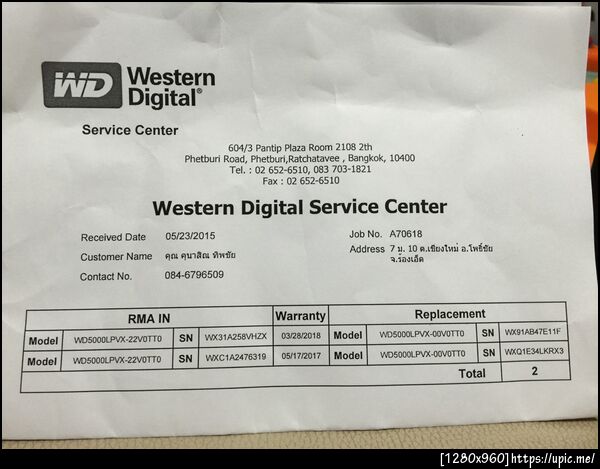 WD Western Digital®
Service Center
604/3 Pantip Plaza Room 2108 2th
Phetburi Road, Phetburi,Ratchatavee , Bangkok, 10400
Tel. : 02 652-6510, 083 703-1821
Fax : 02 652-6510
Western Digital Service Center
Received Date 05/23/2015 Job No. A70618
Customer Name คุณ คุนาสิณ ทิพชัย Address 7 ม. 10 ต.เชียงใหม่ อ.โพธิ์ชัย
จ.ร้อยเอ็ด
Contact No. 084-6796509
RMA IN Warranty Replacement
Model WD5000LPVX-22V0TT0 SN WX31A258VHZX 03/28/2018 Model WD5000LPVX-00V0TT0 SN WX91AB47E11F
Model WD5000LPVX-22V0TT0 SN WXC1A2476319 05/17/2017 Model WD5000LPVX-00V0TT0 SN WXQ1E34LKRX3
Total 2
[1280x960]https://upic.me/